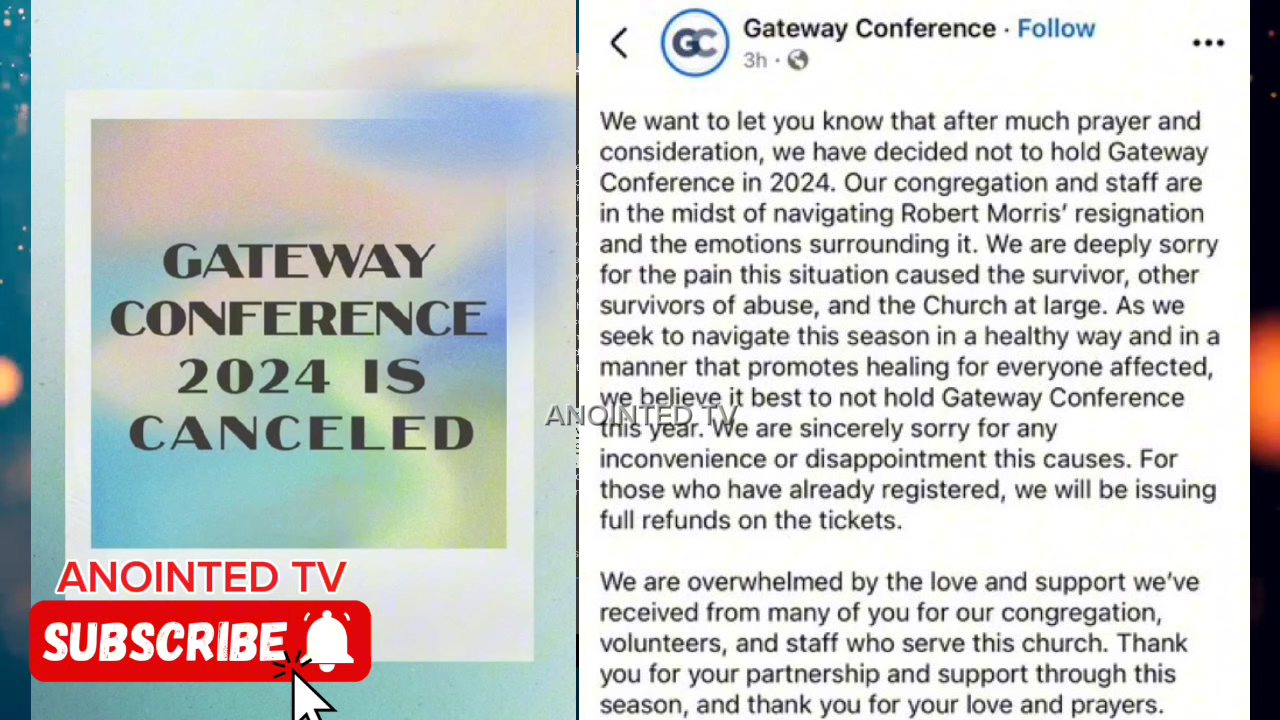 GATEWAY
CONFERENCE
2024 IS
CANCELED
ANOINTED TV
SUBSCRIBE
GC
Gateway Conference · Follow
3h ·
We want to let you know that after much prayer and
consideration, we have decided not to hold Gateway
Conference in 2024. Our congregation and staff are
in the midst of navigating Robert Morris’ resignation
and the emotions surrounding it. We are deeply sorry
for the pain this situation caused the survivor, other
survivors of abuse, and the Church at large. As we
seek to navigate this season in a healthy way and in a
manner that promotes healing for everyone affected,
we believe it best to not hold Gateway Conference
ANOINTED TV
this year. We are sincerely sorry for any
inconvenience or disappointment this causes. For
those who have already registered, we will be issuing
full refunds on the tickets.
We are overwhelmed by the love and support we’ve
received from many of you for our congregation,
volunteers, and staff who serve this church. Thank
you for your partnership and support through this
season, and thank you for your love and prayers.